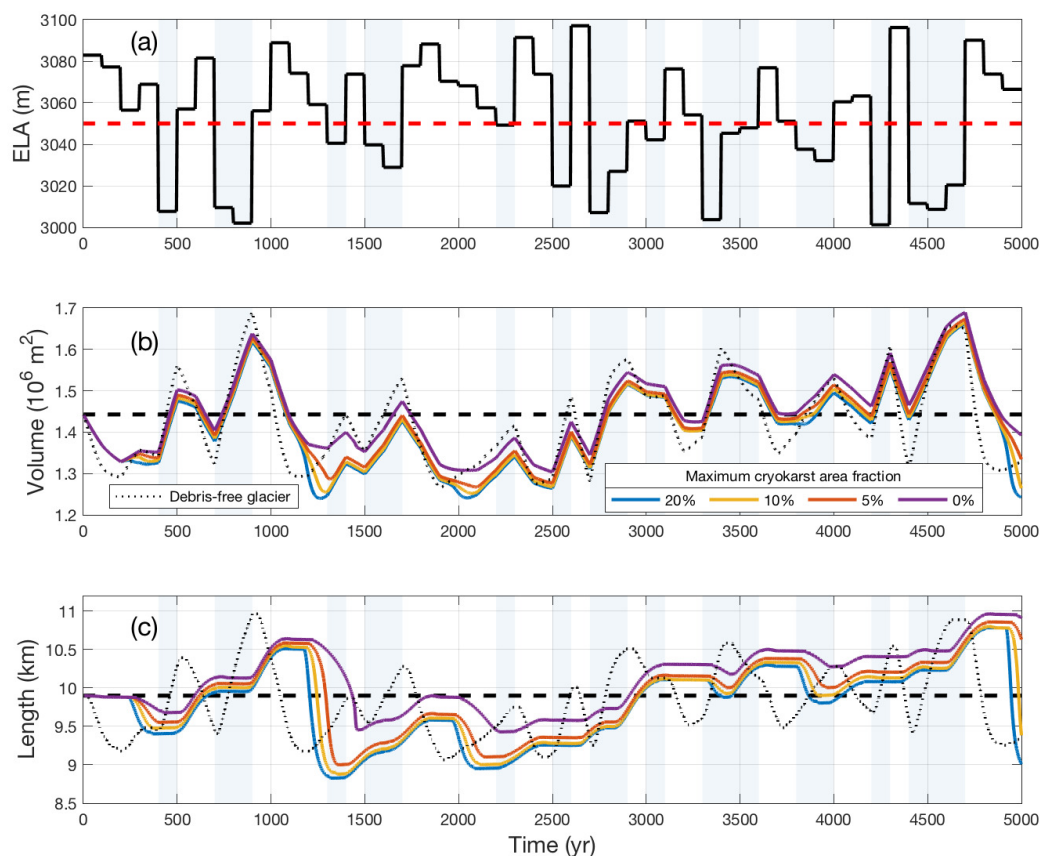 (a)
ELA (m)
3100
3080
3060
3040
3020
3000
0 500 1000 1500 2000 2500 3000 3500 4000 4500 5000
(b)
Volume (10⁶ m²)
1.7
1.6
1.5
1.4
1.3
1.2
Debris-free glacier
Maximum cryokarst area fraction
20% 10% 5% 0%
0 500 1000 1500 2000 2500 3000 3500 4000 4500 5000
(c)
Length (km)
11
10.5
10
9.5
9
8.5
0 500 1000 1500 2000 2500 3000 3500 4000 4500 5000
Time (yr)